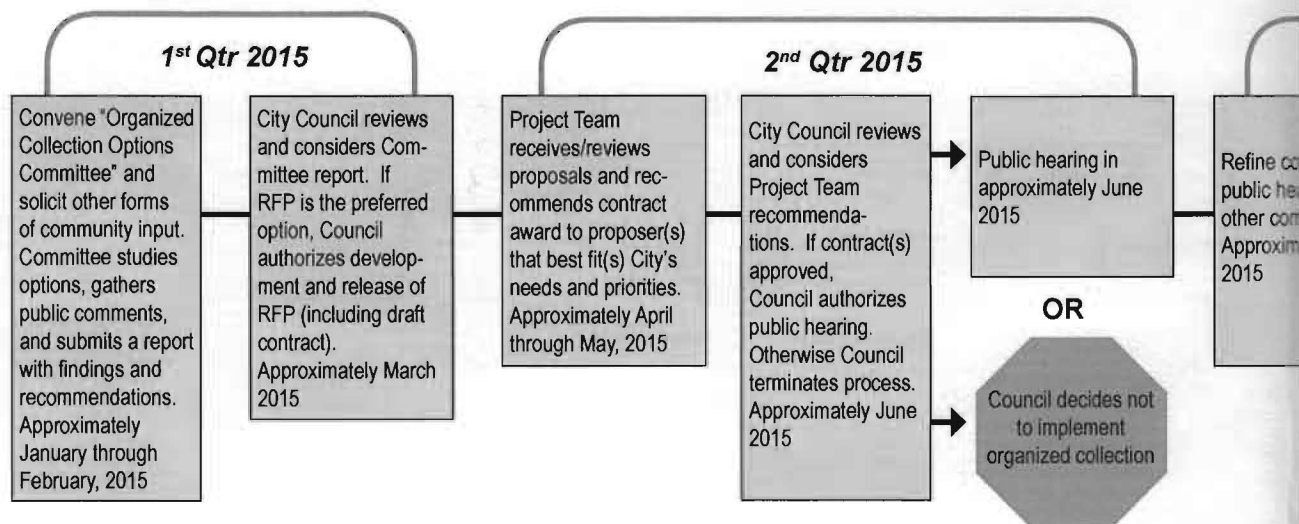 1st Qtr 2015
2nd Qtr 2015
Convene "Organized
Collection Options
Committee" and
solicit other forms
of community input.
Committee studies
options, gathers
public comments,
and submits a report
with findings and
recommendations.
Approximately
January through
February, 2015
City Council reviews
and considers Com-
mittee report. If
RFP is the preferred
option, Council
authorizes develop-
ment and release of
RFP (including draft
contract).
Approximately March
2015
Project Team
receives/reviews
proposals and rec-
ommends contract
award to proposer(s)
that best fit(s) City's
needs and priorities.
Approximately April
through May, 2015
City Council reviews
and considers
Project Team
recommenda-
tions. If contract(s)
approved,
Council authorizes
public hearing.
Otherwise Council
terminates process.
Approximately June
2015
Public hearing in
approximately June
2015
OR
Council decides not
to implement
organized collection
Refine
public
other
2015